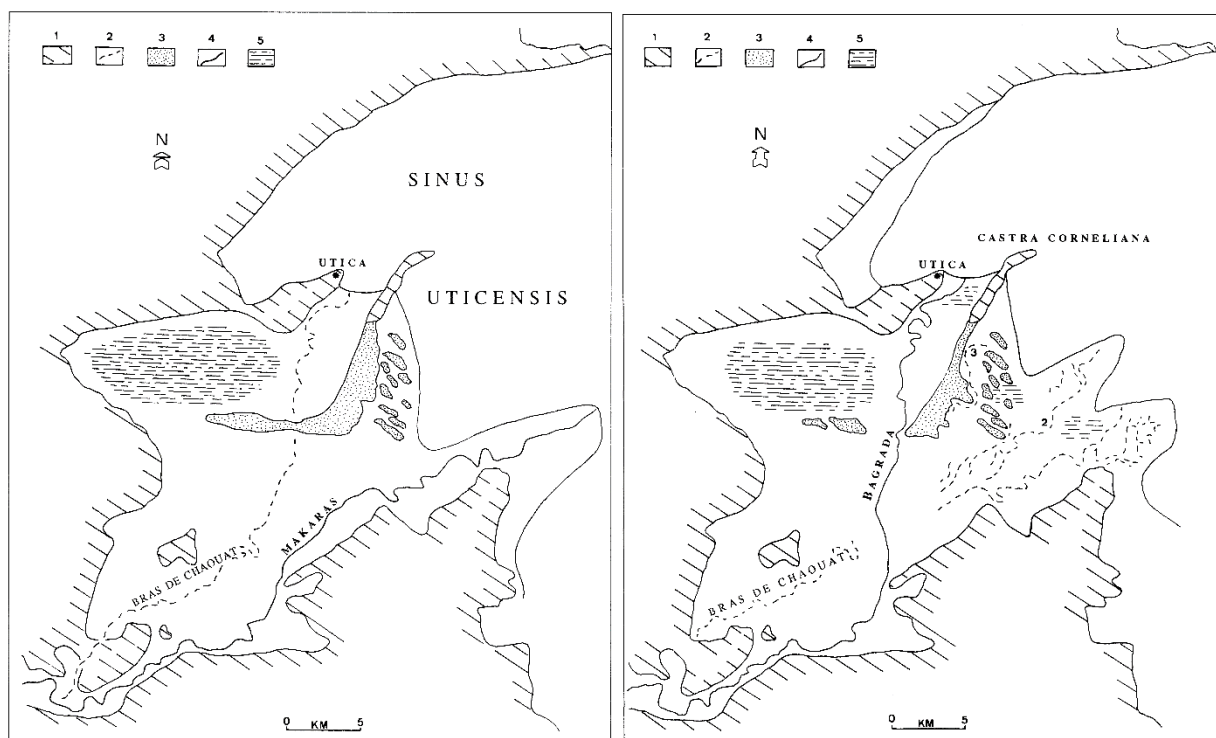 1 2 3 4 5
N
SINUS
UTICA
UTICENSIS
MAKARAS
BRAS DE CHAOUAT
0 KM 5
1 2 3 4 5
N
CASTRA CORNELIANA
UTICA
3
2
BAGRADA
BRAS DE CHAOUAT
0 KM 5